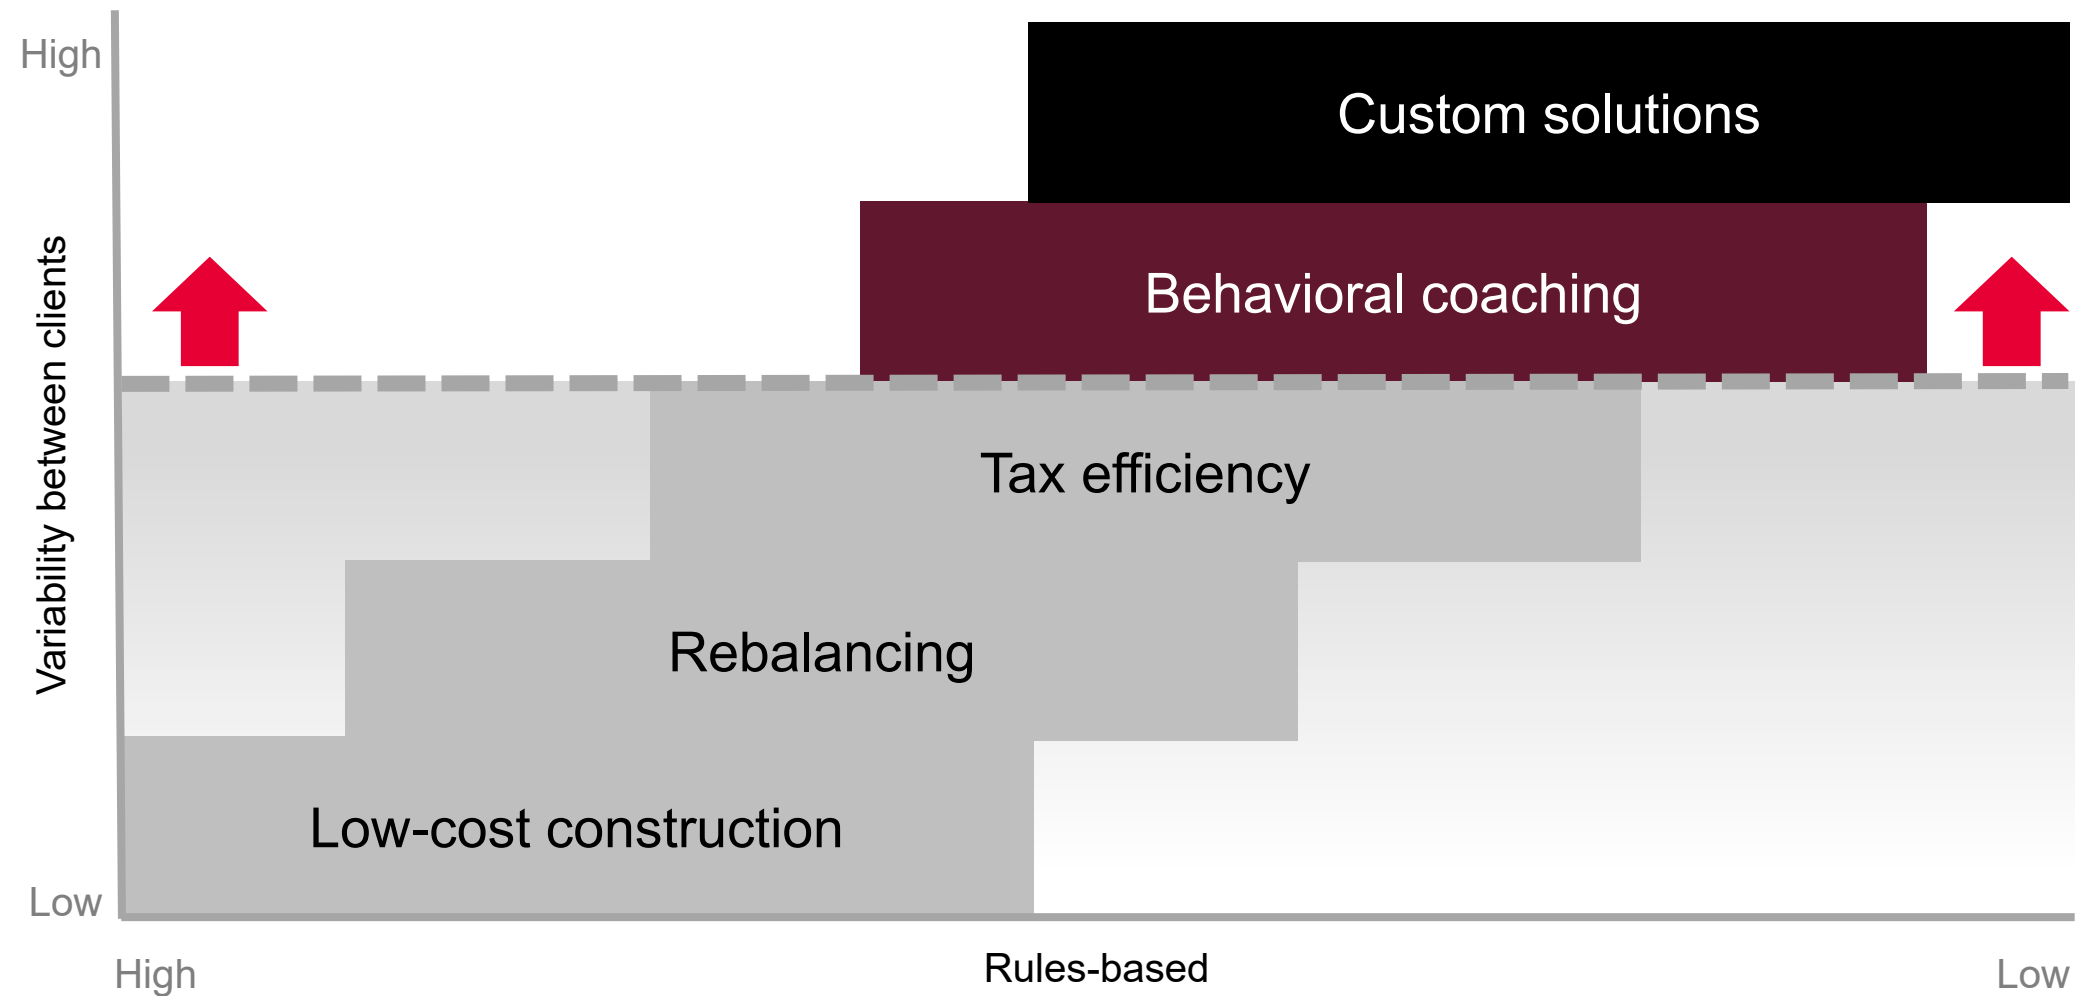 High
Custom solutions
Behavioral coaching
Variability between clients
Tax efficiency
Rebalancing
Low-cost construction
Low
High
Rules-based
Low